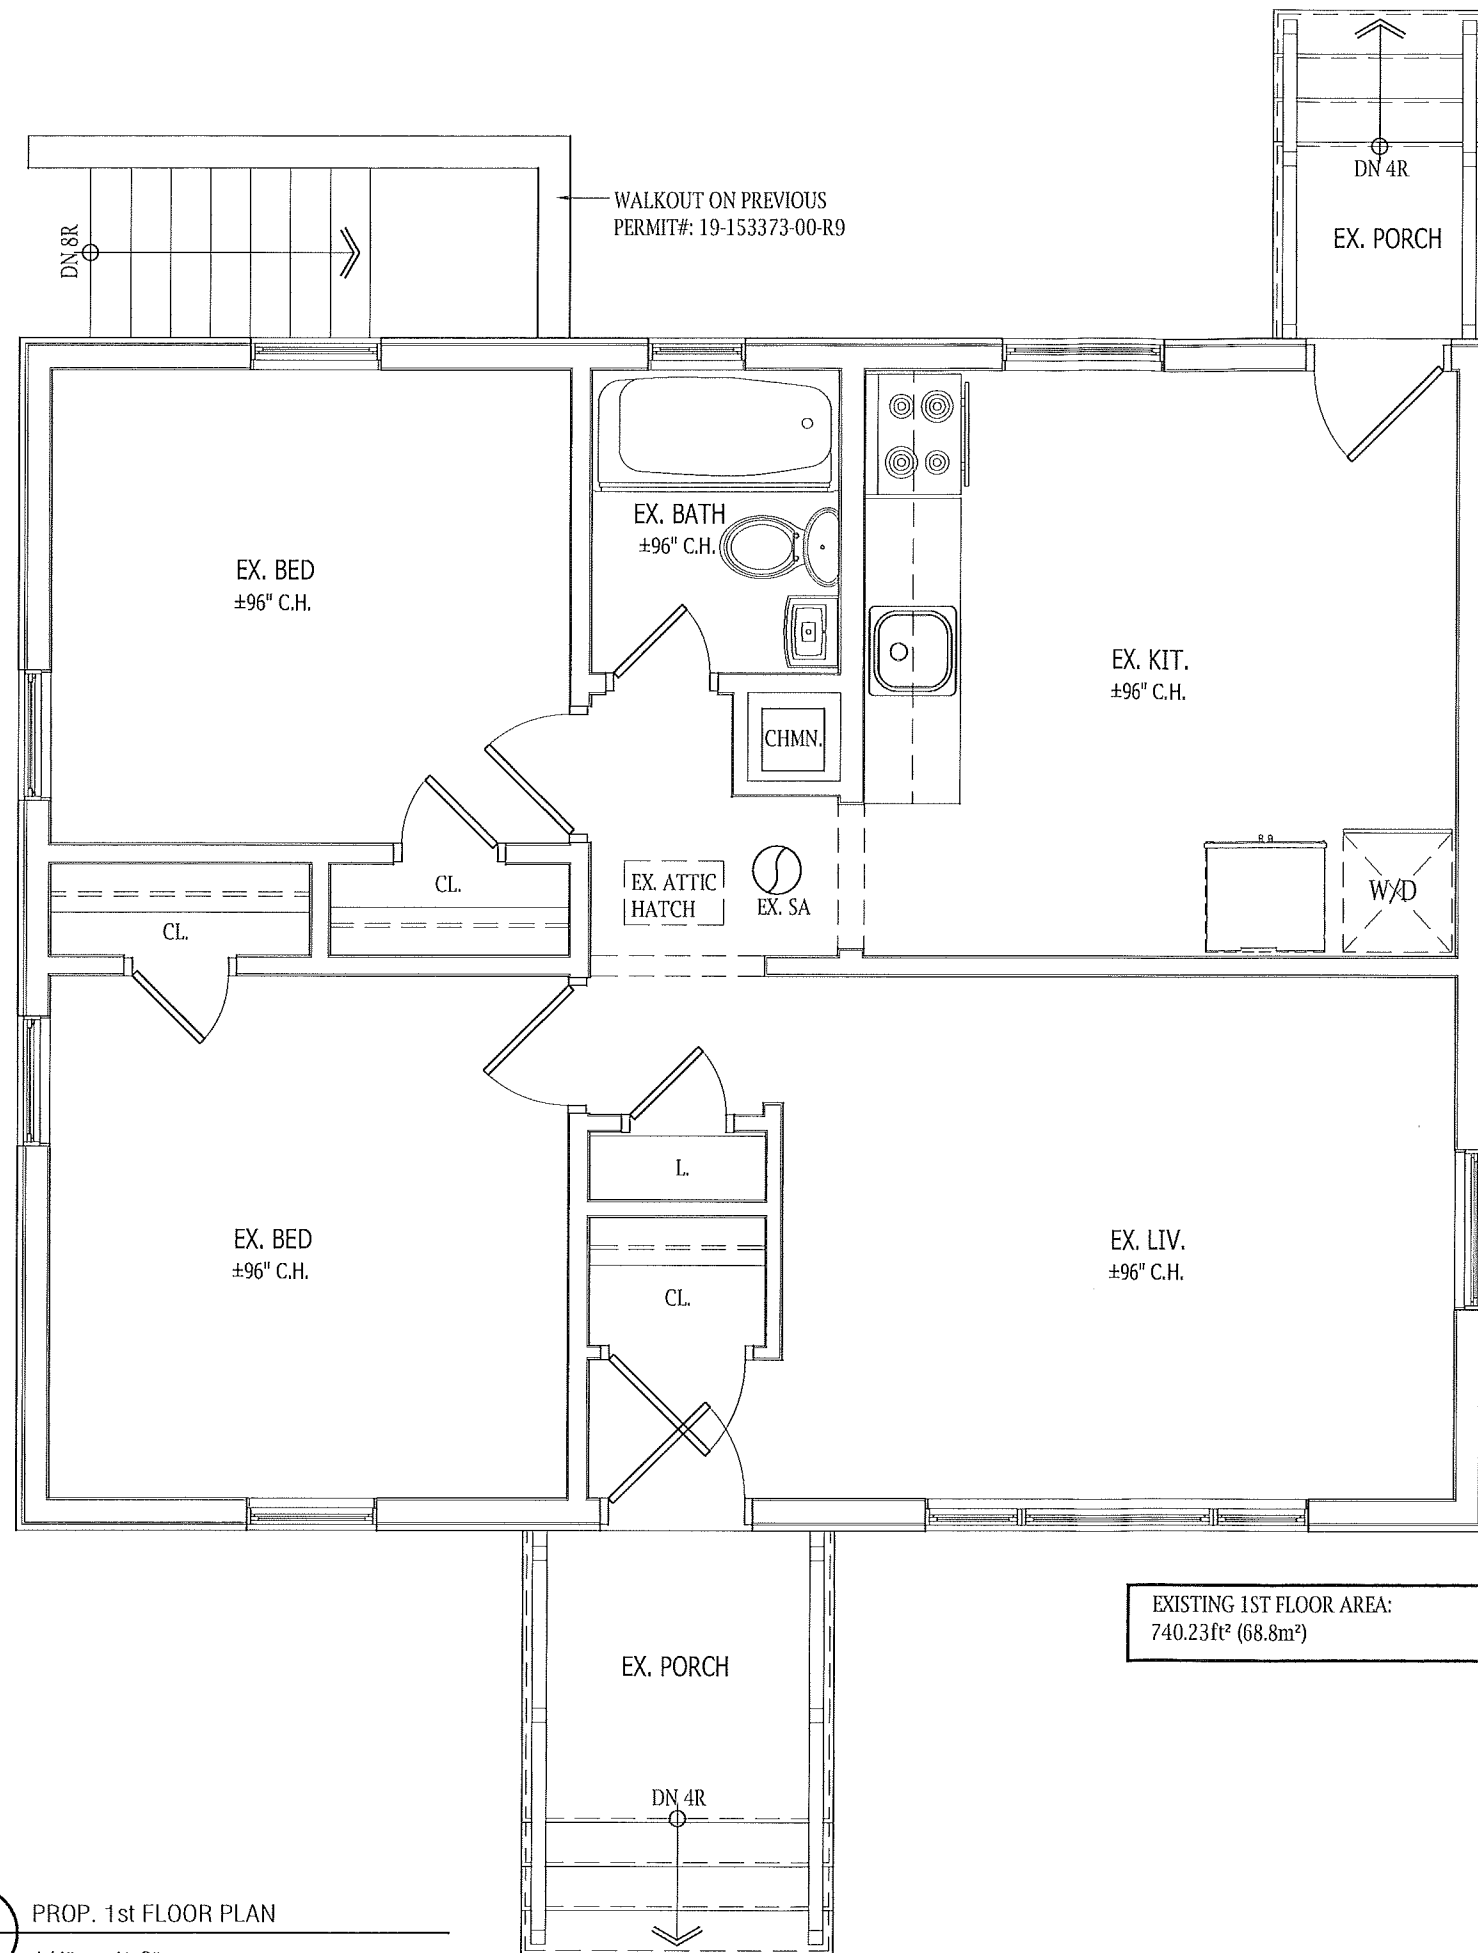 DN 4R
WALKOUT ON PREVIOUS
PERMIT#: 19-153373-00-R9
DN 8R
EX. PORCH
EX. BATH
±96" C.H.
EX. BED
±96" C.H.
EX. KIT.
±96" C.H.
CHMN.
CL.
EX. ATTIC
HATCH
EX. SA
W/D
CL.
L.
EX. BED
±96" C.H.
EX. LIV.
±96" C.H.
CL.
EXISTING 1ST FLOOR AREA:
740.23ft² (68.8m²)
EX. PORCH
DN 4R
PROP. 1st FLOOR PLAN